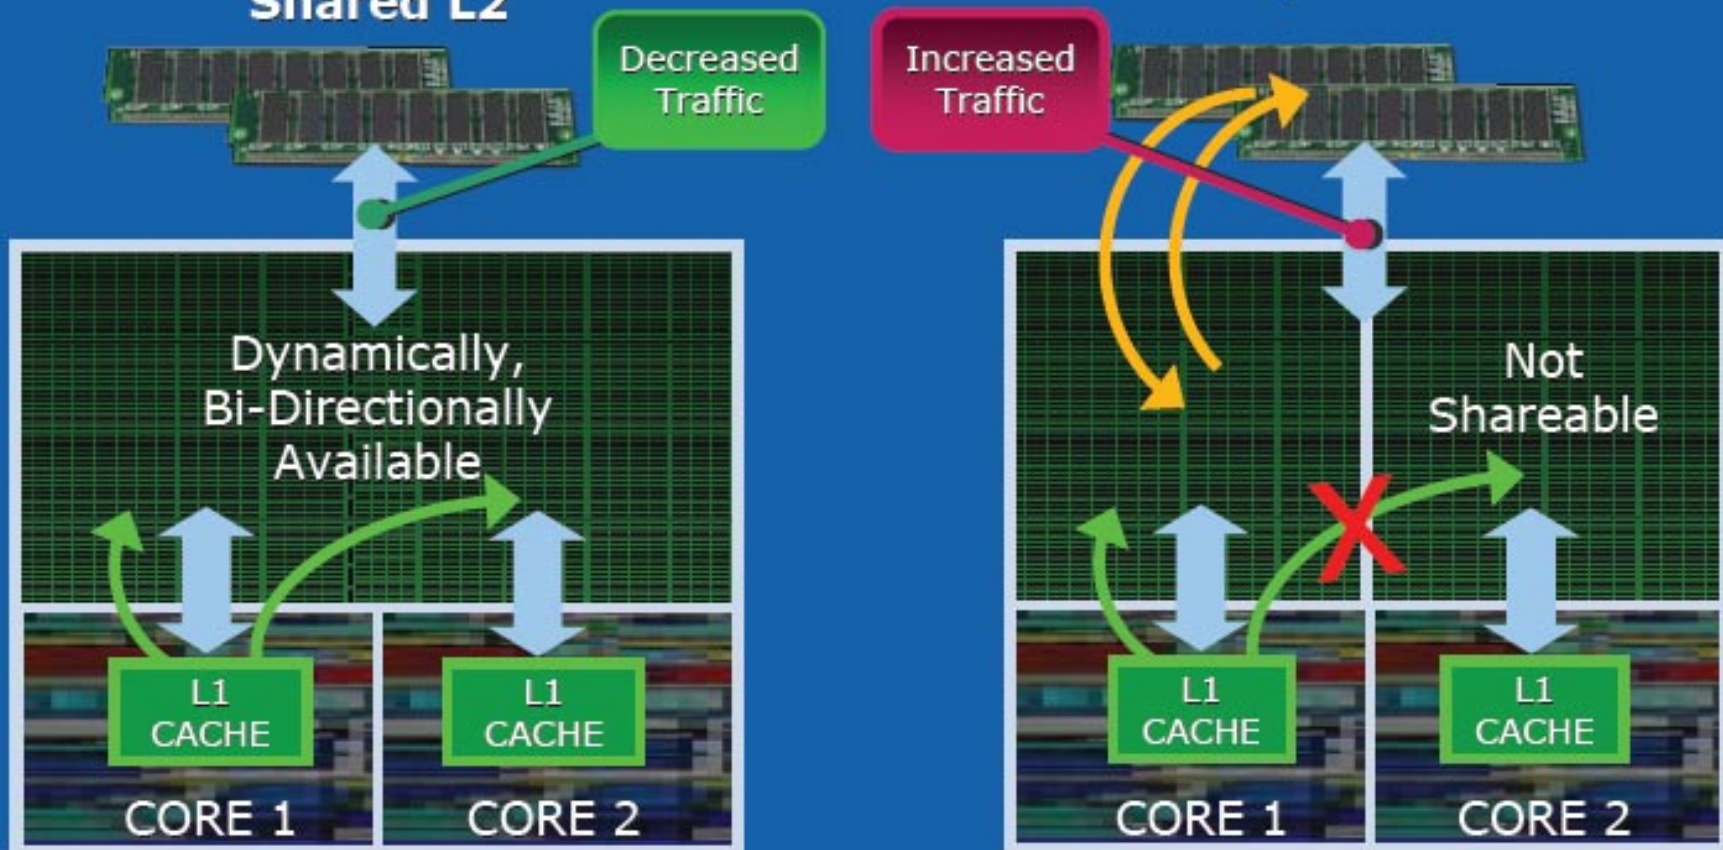 Shared L2
Decreased
Traffic
Increased
Traffic
Dynamically,
Bi-Directionally
Available
Not
Shareable
L1
CACHE
L1
CACHE
L1
CACHE
L1
CACHE
CORE 1
CORE 2
CORE 1
CORE 2